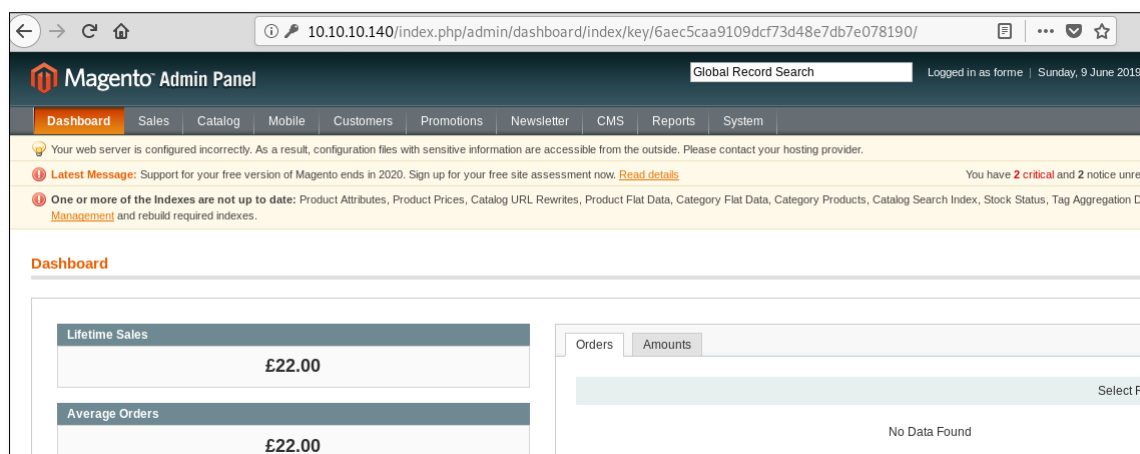 10.10.10.140/index.php/admin/dashboard/index/key/6aec5caa9109dcf73d48e7db7e078190/
Magento Admin Panel
Global Record Search
Logged in as forme | Sunday, 9 June 2019
Dashboard Sales Catalog Mobile Customers Promotions Newsletter CMS Reports System
Your web server is configured incorrectly. As a result, configuration files with sensitive information are accessible from the outside. Please contact your hosting provider.
Latest Message: Support for your free version of Magento ends in 2020. Sign up for your free site assessment now. Read details You have 2 critical and 2 notice unre
One or more of the Indexes are not up to date: Product Attributes, Product Prices, Catalog URL Rewrites, Product Flat Data, Category Flat Data, Category Products, Catalog Search Index, Stock Status, Tag Aggregation D
Management and rebuild required indexes.
Dashboard
Lifetime Sales
£22.00
Average Orders
£22.00
Orders Amounts
Select
No Data Found